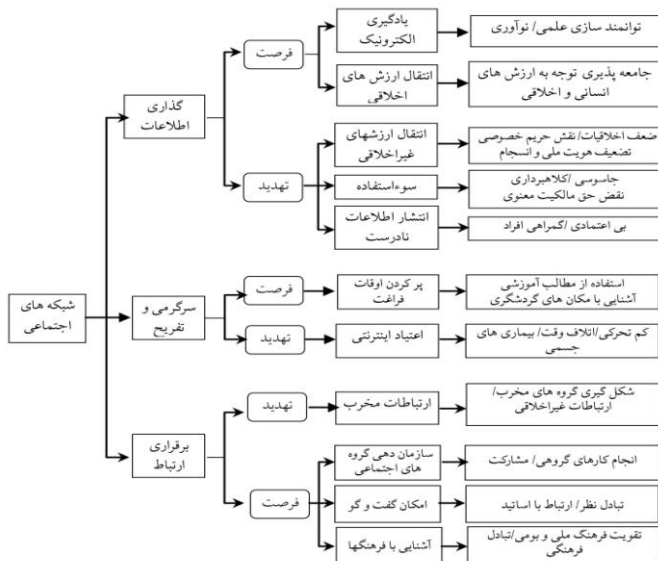 شبکه های
اجتماعی
گذاری
اطلاعات
فرصت
یادگیری
الکترونیک
توانمند سازی علمی/ نوآوری
انتقال ارزش های
اخلاقی
جامعه پذیری توجه به ارزش های
انسانی و اخلاقی
تهدید
انتقال ارزشهای
غیراخلاقی
ضعف اخلاقیات/ نقش حریم خصوصی
تضعیف هویت ملی و انسجام
سوءاستفاده
جاسوسی /کلاهبرداری
نقض حق مالکیت معنوی
انتشار اطلاعات
نادرست
بی اعتمادی /گمراهی افراد
سرگرمی و
تفریح
فرصت
پر کردن اوقات
فراغت
استفاده از مطالب آموزشی
آشنایی با مکان های گردشگری
تهدید
اعتیاد اینترنتی
کم تحرکی/اتلاف وقت/ بیماری های
جسمی
برقراری
ارتباط
تهدید
ارتباطات مخرب
شکل گیری گروه های مخرب/
ارتباطات غیراخلاقی
فرصت
سازمان دهی گروه
های اجتماعی
انجام کارهای گروهی/ مشارکت
امکان گفت و گو
تبادل نظر/ ارتباط با اساتید
آشنایی با فرهنگها
تقویت فرهنگ ملی و بومی/تبادل
فرهنگی